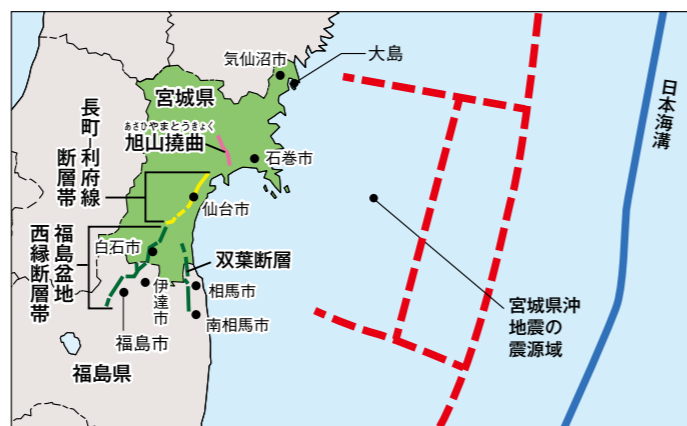 気仙沼市
大島
宮城県
あさひやまとうきょく
旭山撓曲
石巻市
長町―利府線
断層帯
仙台市
福島盆地
西縁断層帯
白石市
双葉断層
伊達市
相馬市
南相馬市
福島市
福島県
宮城県沖
地震の
震源域
日本海溝